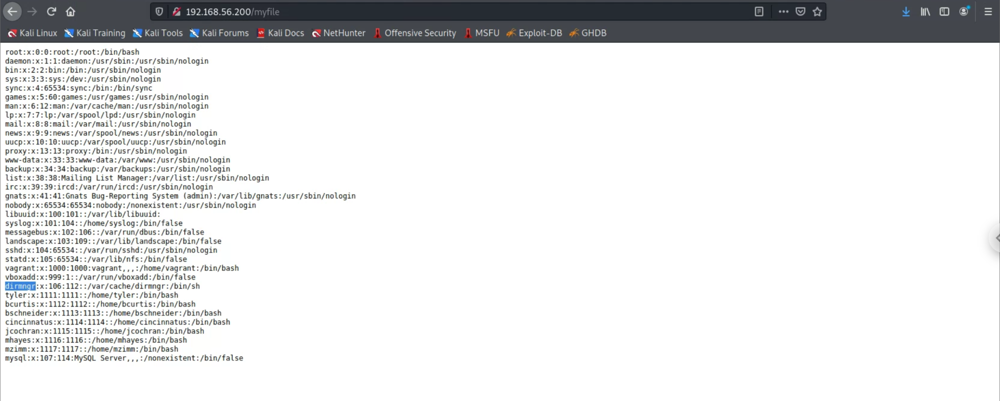 192.168.56.200/myfile
Kali Linux Kali Training Kali Tools Kali Forums Kali Docs NetHunter Offensive Security MSFU Exploit-DB GHDB
root:x:0:0:root:/root:/bin/bash
daemon:x:1:1:daemon:/usr/sbin:/usr/sbin/nologin
bin:x:2:2:bin:/bin:/usr/sbin/nologin
sys:x:3:3:sys:/dev:/usr/sbin/nologin
sync:x:4:65534:sync:/bin:/bin/sync
games:x:5:60:games:/usr/games:/usr/sbin/nologin
man:x:6:12:man:/var/cache/man:/usr/sbin/nologin
lp:x:7:7:lp:/var/spool/lpd:/usr/sbin/nologin
mail:x:8:8:mail:/var/mail:/usr/sbin/nologin
news:x:9:9:news:/var/spool/news:/usr/sbin/nologin
uucp:x:10:10:uucp:/var/spool/uucp:/usr/sbin/nologin
proxy:x:13:13:proxy:/bin:/usr/sbin/nologin
www-data:x:33:33:www-data:/var/www:/usr/sbin/nologin
backup:x:34:34:backup:/var/backups:/usr/sbin/nologin
list:x:38:38:Mailing List Manager:/var/list:/usr/sbin/nologin
irc:x:39:39:ircd:/var/run/ircd:/usr/sbin/nologin
gnats:x:41:41:Gnats Bug-Reporting System (admin):/var/lib/gnats:/usr/sbin/nologin
nobody:x:65534:65534:nobody:/nonexistent:/usr/sbin/nologin
libuuid:x:100:101::/var/lib/libuuid:
syslog:x:101:104::/home/syslog:/bin/false
messagebus:x:102:106::/var/run/dbus:/bin/false
landscape:x:103:109::/var/lib/landscape:/bin/false
sshd:x:104:65534::/var/run/sshd:/usr/sbin/nologin
statd:x:105:65534::/var/lib/nfs:/bin/false
vagrant:x:1000:1000:vagrant,,,:/home/vagrant:/bin/bash
vboxadd:x:999:1::/var/run/vboxadd:/bin/false
dirmngr:x:106:112::/var/cache/dirmngr:/bin/sh
tyler:x:1111:1111::/home/tyler:/bin/bash
bcurtis:x:1112:1112::/home/bcurtis:/bin/bash
bschneider:x:1113:1113::/home/bschneider:/bin/bash
cincinnatus:x:1114:1114::/home/cincinnatus:/bin/bash
jcochran:x:1115:1115::/home/jcochran:/bin/bash
mhayes:x:1116:1116::/home/mhayes:/bin/bash
mzimm:x:1117:1117::/home/mzimm:/bin/bash
mysql:x:107:114:MySQL Server,,,:/nonexistent:/bin/false